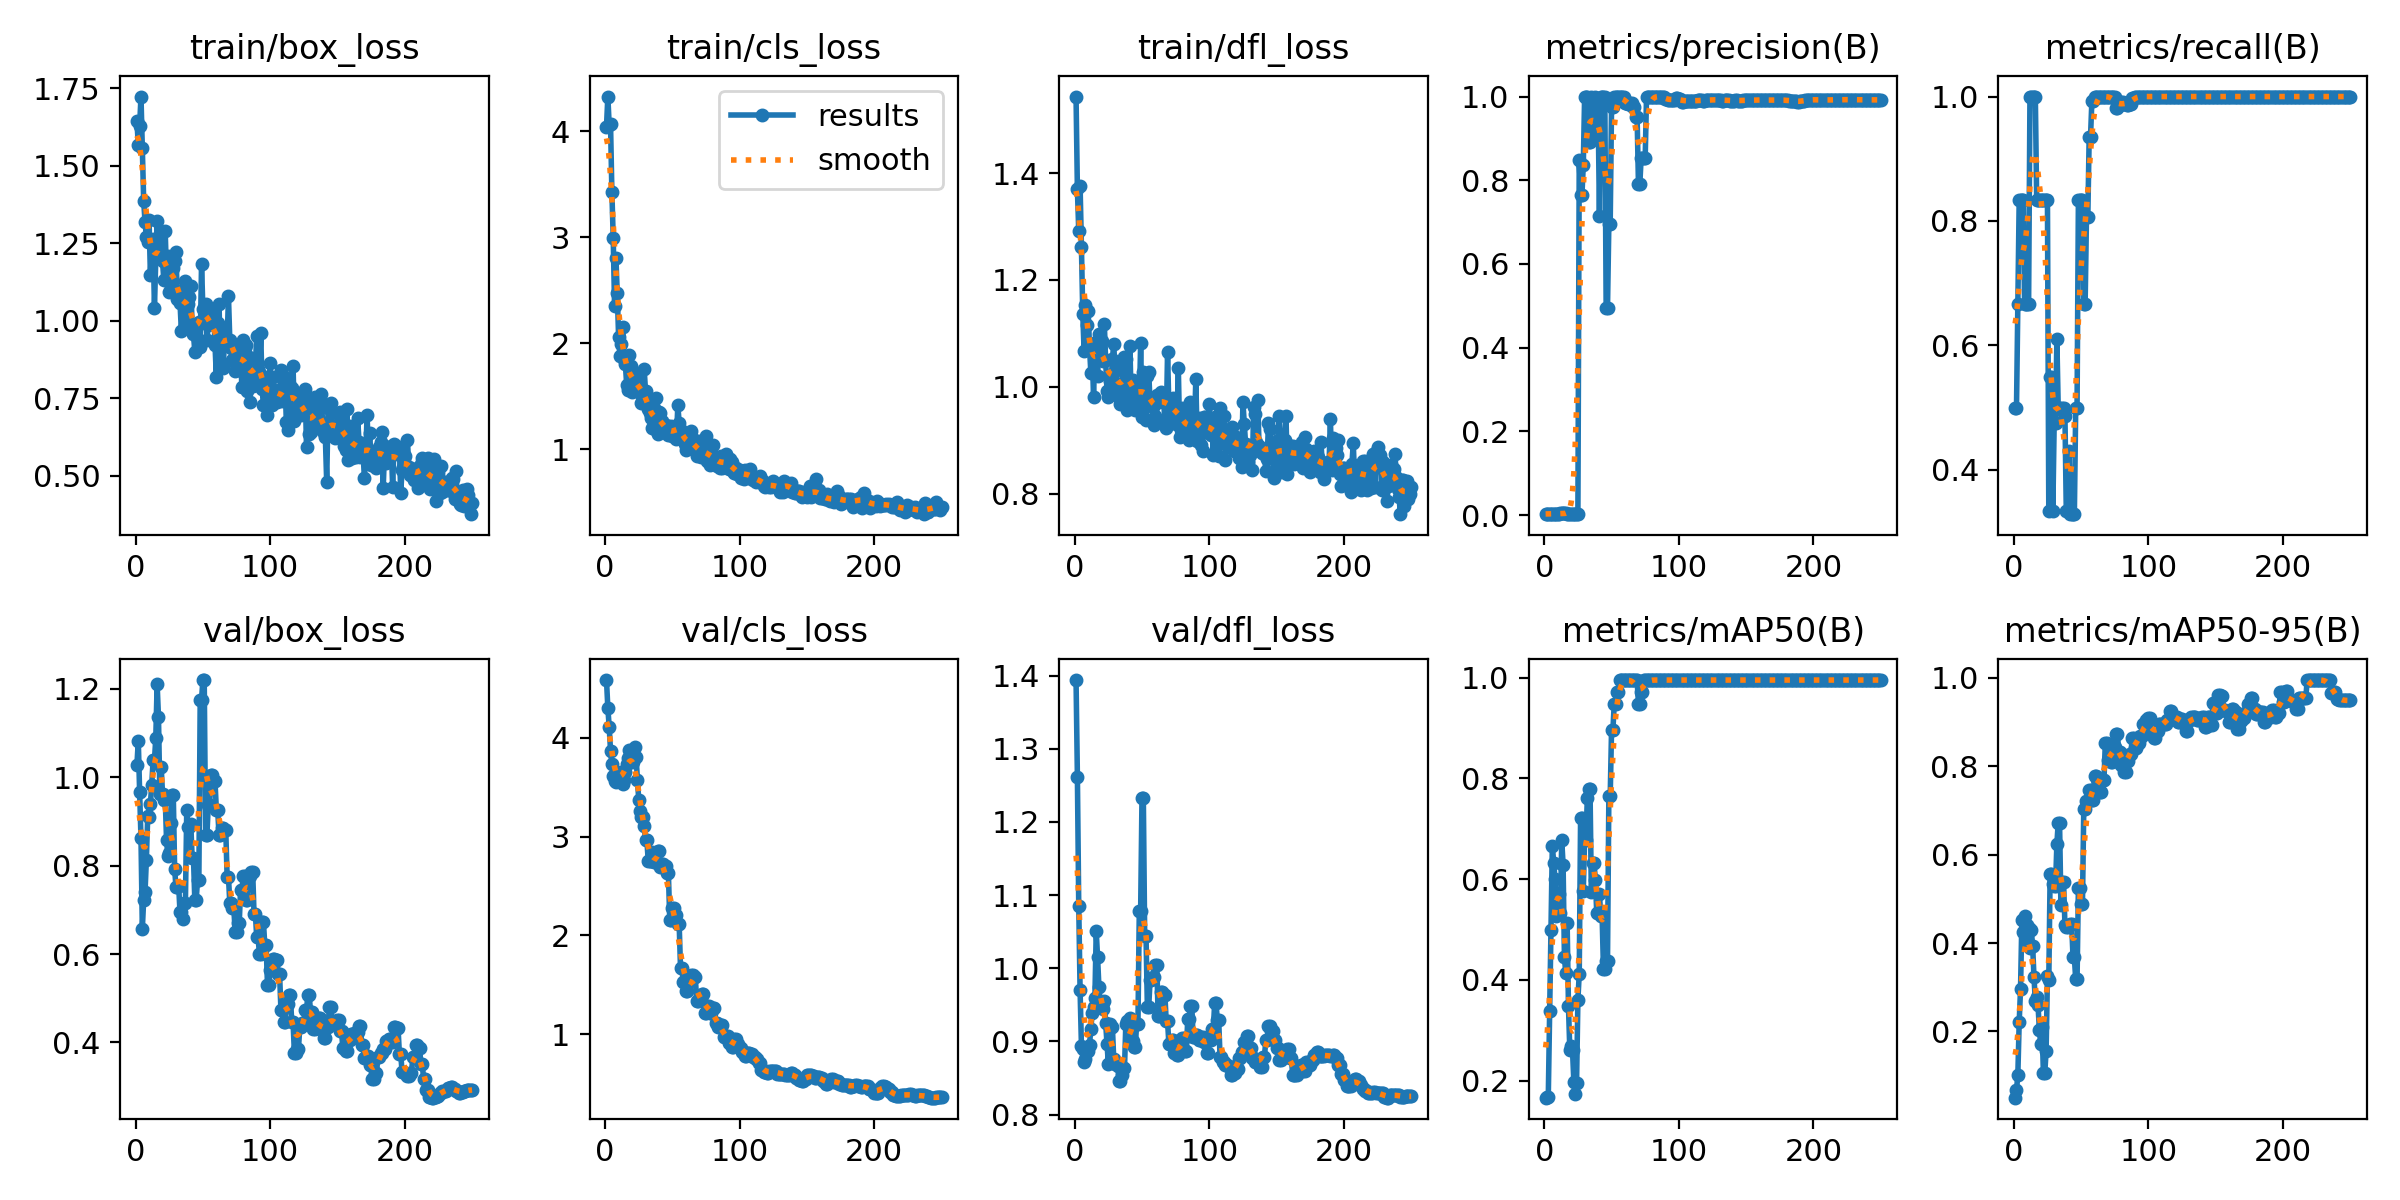 train/box_loss
1.75
1.50
1.25
1.00
0.75
0.50
0 100 200
train/cls_loss
results
smooth
4
3
2
1
0 100 200
train/dfl_loss
1.4
1.2
1.0
0.8
0 100 200
metrics/precision(B)
1.0
0.8
0.6
0.4
0.2
0.0
0 100 200
metrics/recall(B)
1.0
0.8
0.6
0.4
0 100 200
val/box_loss
1.2
1.0
0.8
0.6
0.4
0 100 200
val/cls_loss
4
3
2
1
0 100 200
val/dfl_loss
1.4
1.3
1.2
1.1
1.0
0.9
0.8
0 100 200
metrics/mAP50(B)
1.0
0.8
0.6
0.4
0.2
0 100 200
metrics/mAP50-95(B)
1.0
0.8
0.6
0.4
0.2
0 100 200